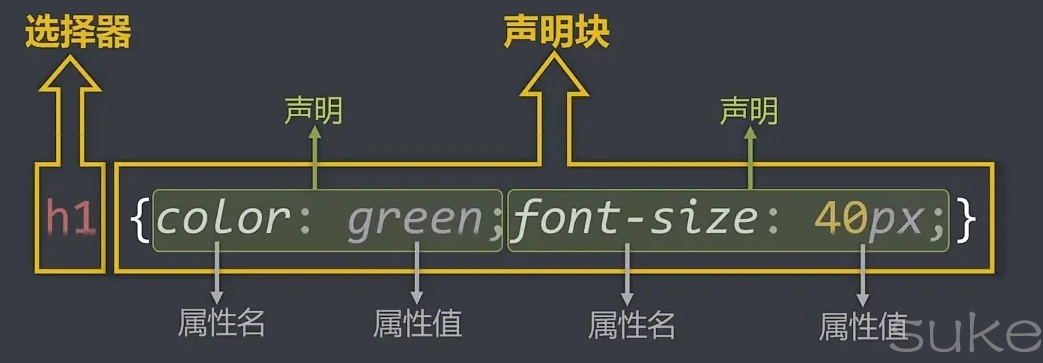 选择器 声明块
声明 声明
h1 {color: green;font-size: 40px;}
属性名 属性值 属性名 属性值
suke